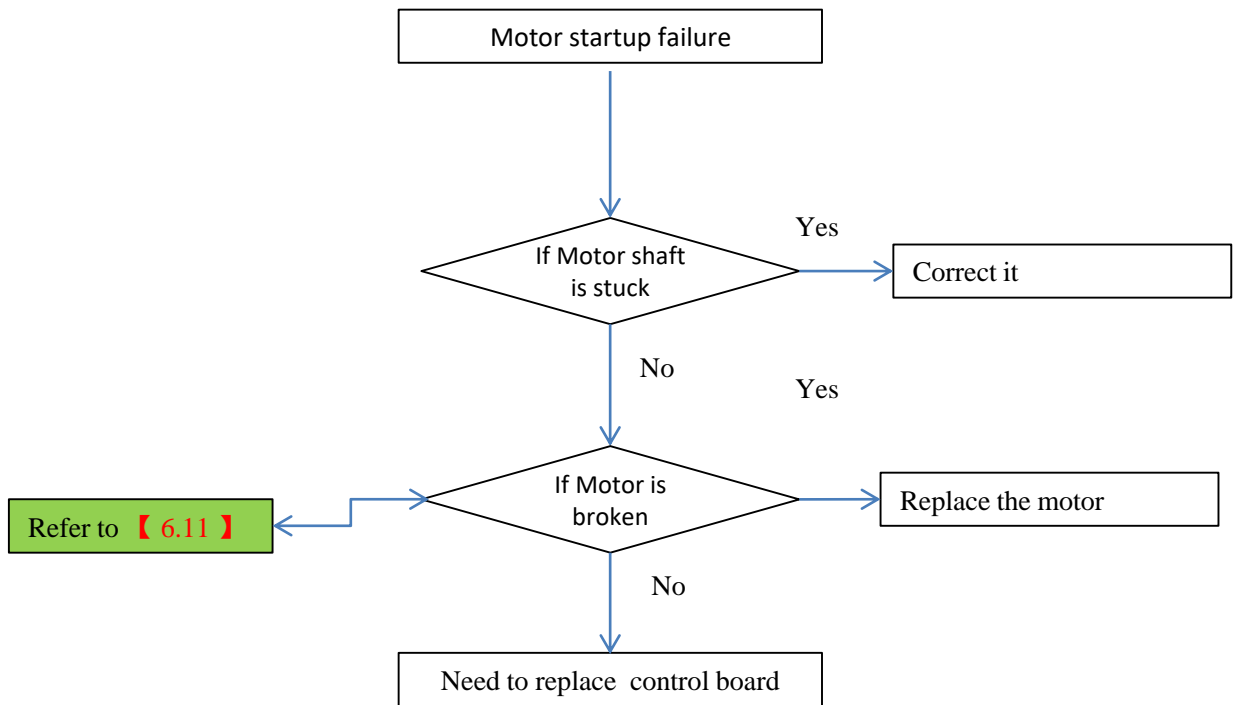 Motor startup failure
Yes
If Motor shaft
is stuck
Correct it
No
Yes
If Motor is
broken
Replace the motor
Refer to 【 6.11 】
No
Need to replace  control board